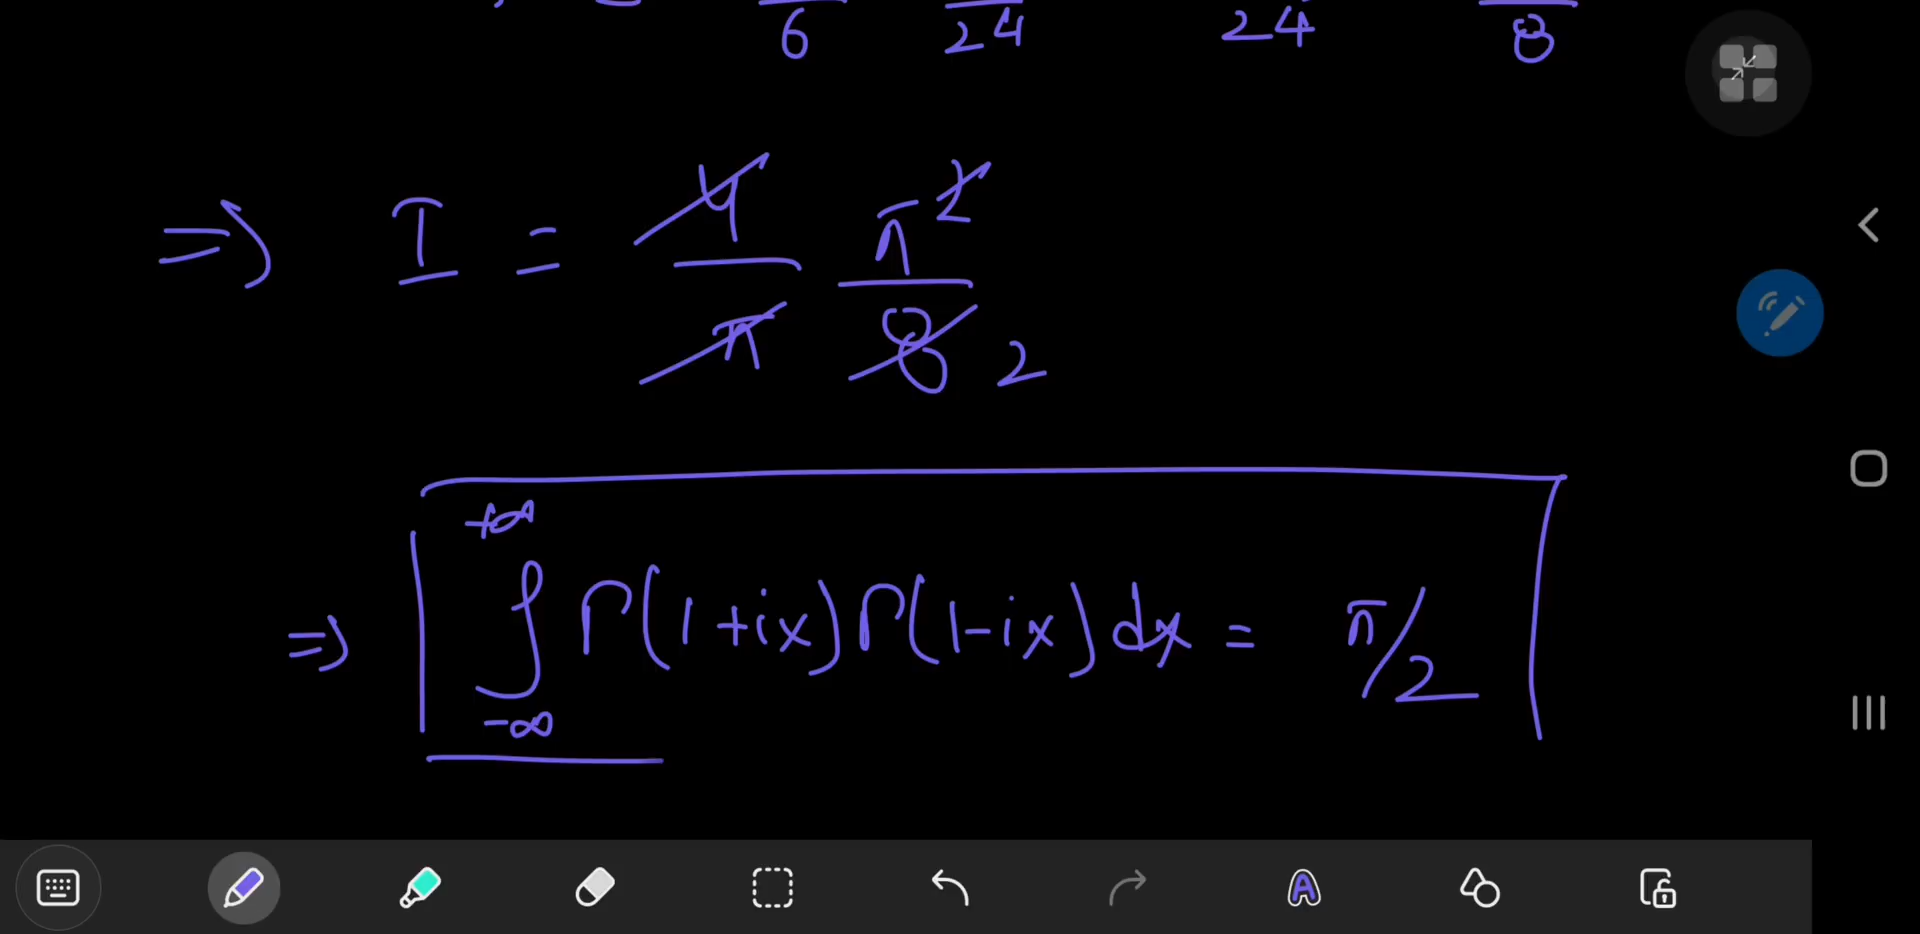 6 24 24 8
=> I = 4/π π²/8 2
=> ∫_{-∞}^{+∞} Γ(1+ix)Γ(1-ix)dx = π/2
A